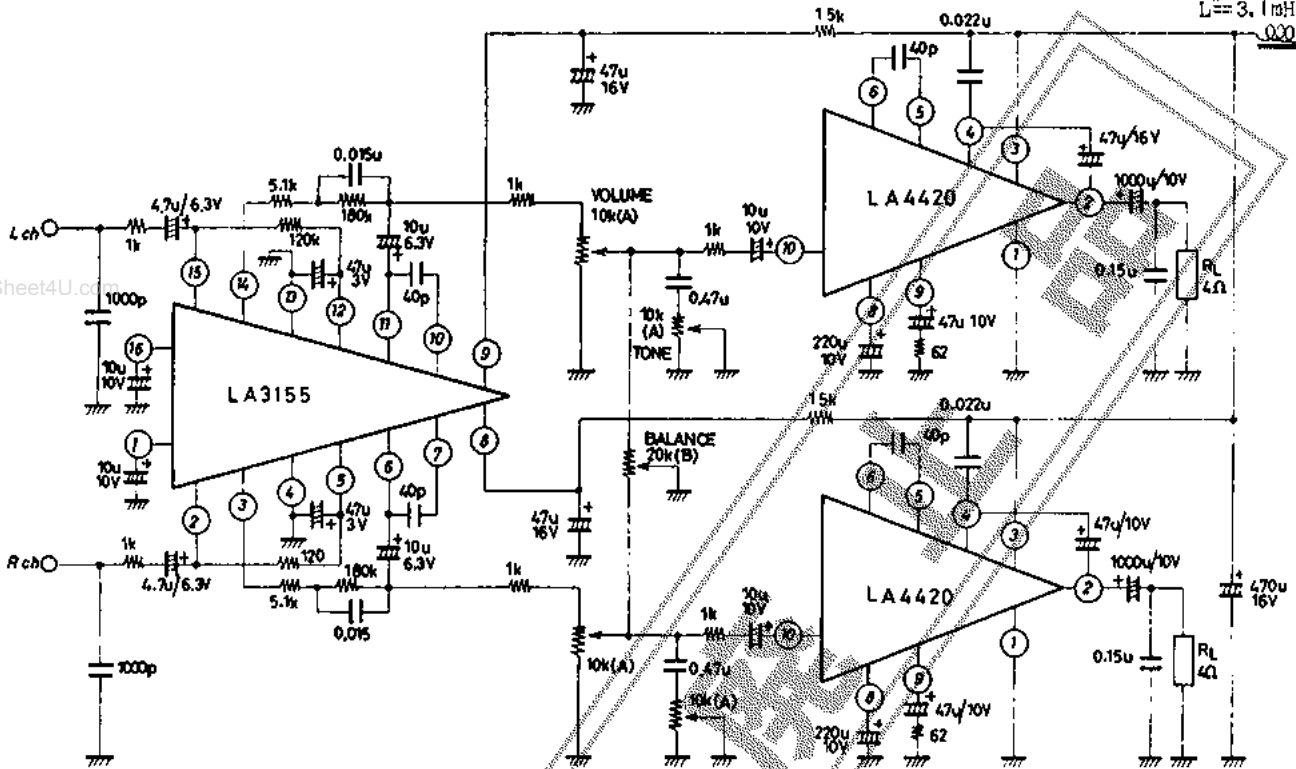 L=3.1mH
1.5k
0.022u
40p
47u
16V
6
5
4
3
47u/16V
1000u/10V
2
LA4420
0.015u
5.1k
180k
1k
VOLUME
10k(A)
4.7u/6.3V
Lch
1k
120k
10u
6.3V
1k
10u
10V
10
1
0.15u
RL
4Ω
15
14
13
47u
3V
12
11
40p
10
0.47u
10k
(A)
TONE
8
9
47u 10V
220u
10V
62
Sheet4U.com
1000p
16
10u
10V
9
LA3155
1.5k
0.022u
1
10u
10V
8
BALANCE
20k(B)
40p
2
3
4
5
6
7
47u
3V
40p
47u
16V
6
5
4
3
47u/10V
1000u/10V
2
Rch
1k
4.7u/6.3V
120
10u
6.3V
180k
5.1k
0.015
1k
10k(A)
1k
10u
10V
10
LA4420
470u
16V
1
1000p
0.47u
10k(A)
0.15u
RL
4Ω
8
9
47u/10V
220u
10V
62